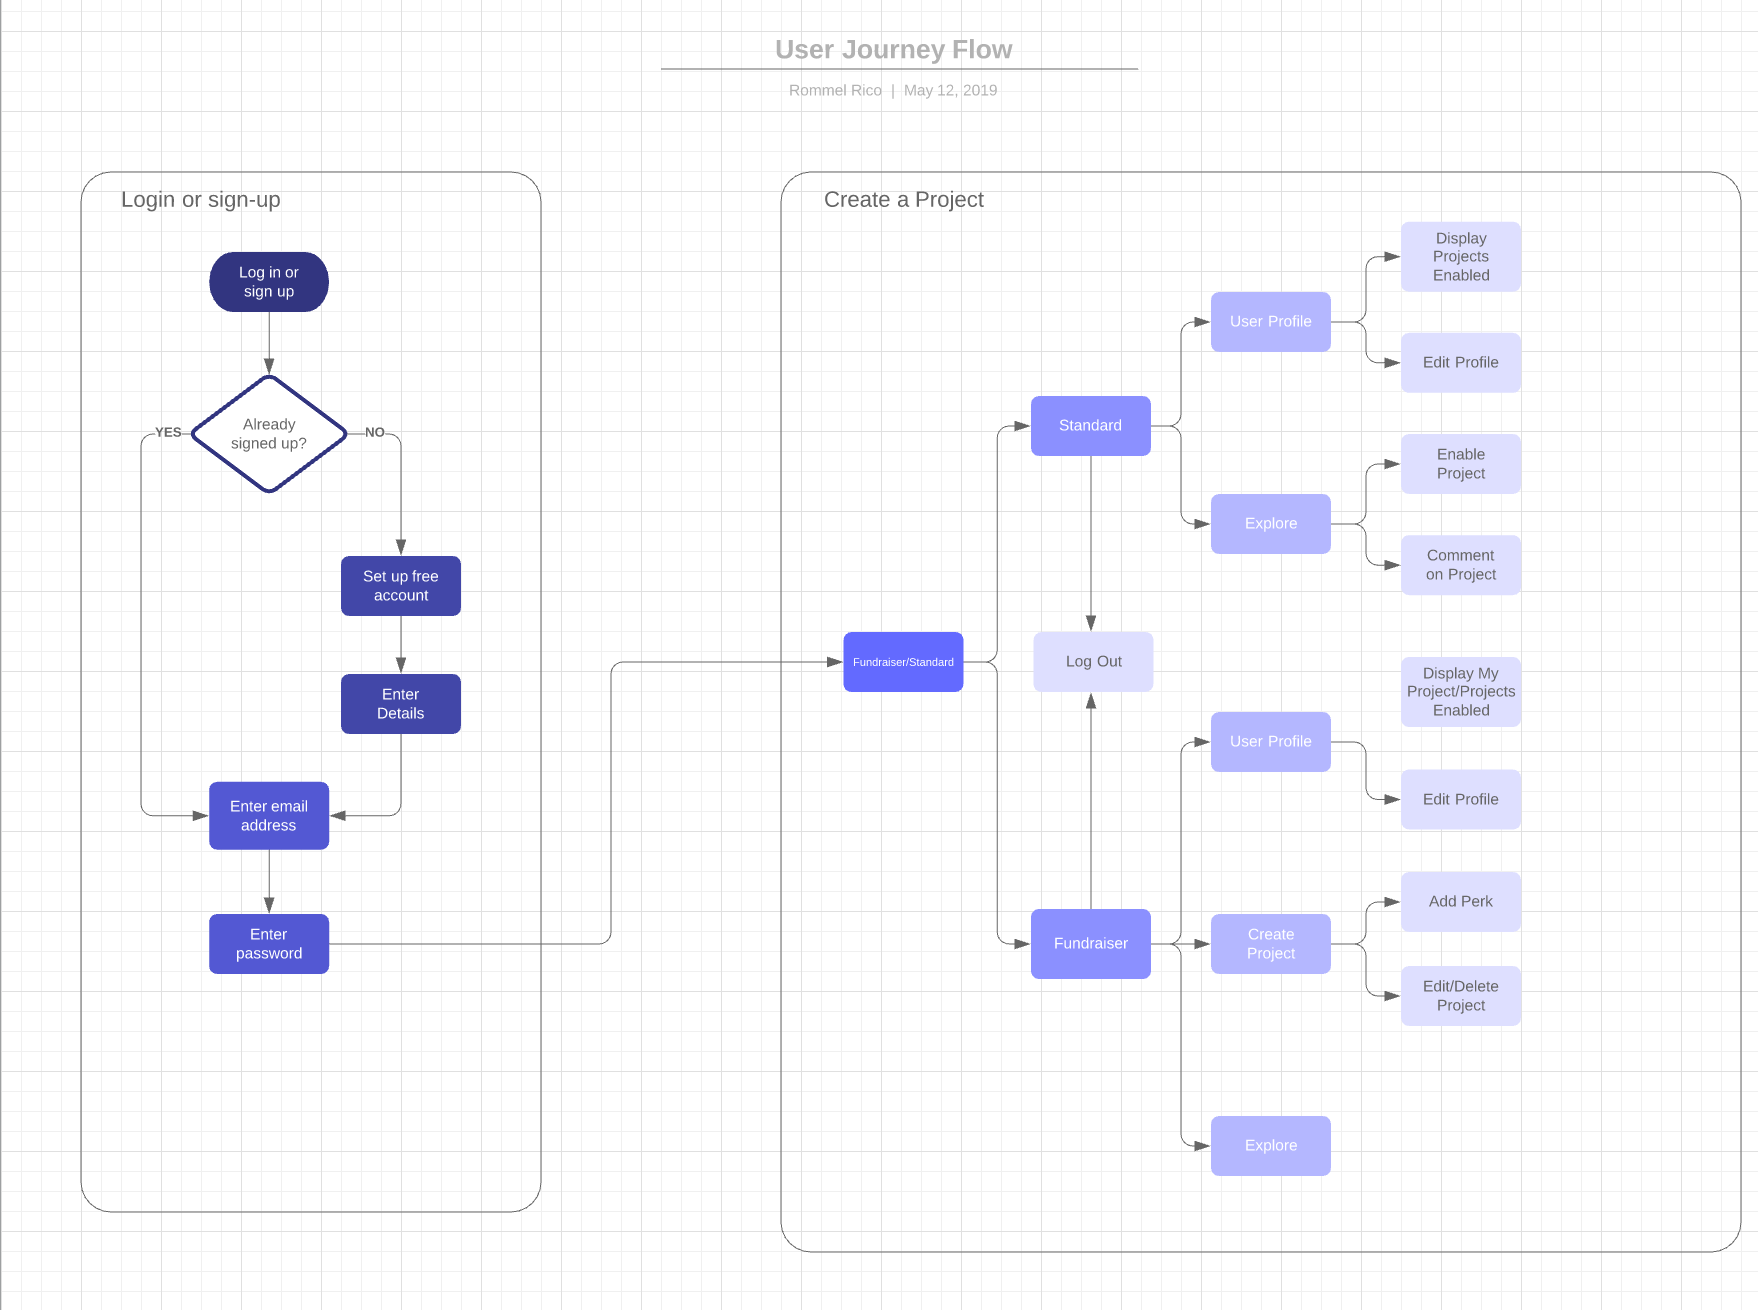 User Journey Flow
Rommel Rico | May 12, 2019
Login or sign-up
Log in or
sign up
Already
signed up?
YES
NO
Set up free
account
Enter
Details
Enter email
address
Enter
password
Create a Project
Fundraiser/Standard
Standard
Log Out
Fundraiser
User Profile
Display
Projects
Enabled
Edit Profile
Explore
Enable
Project
Comment
on Project
User Profile
Display My
Project/Projects
Enabled
Edit Profile
Create
Project
Add Perk
Edit/Delete
Project
Explore